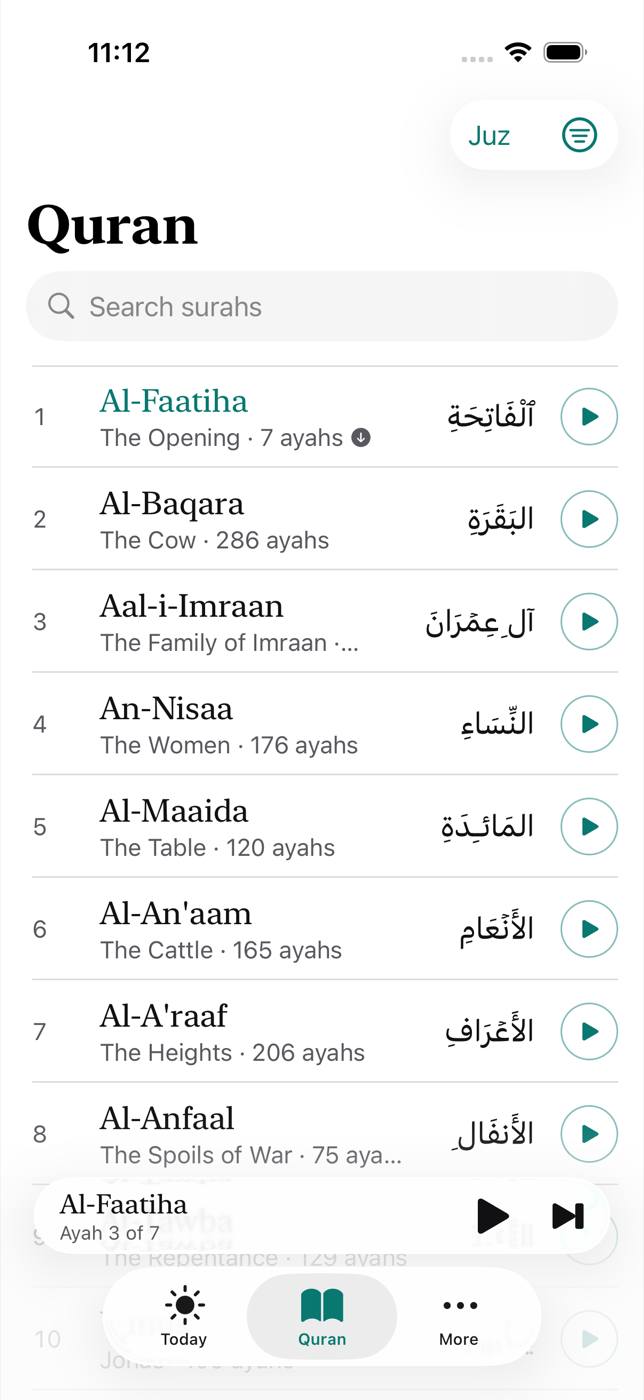 11:12
Juz
Quran
Search surahs
1
Al-Faatiha
The Opening · 7 ayahs
ٱلْفَاتِحَةِ
2
Al-Baqara
The Cow · 286 ayahs
البَقَرَةِ
3
Aal-i-Imraan
The Family of Imraan ·...
آل ِعِمۡرَانَ
4
An-Nisaa
The Women · 176 ayahs
النِّسَاءِ
5
Al-Maaida
The Table · 120 ayahs
المَائـِدَةِ
6
Al-An'aam
The Cattle · 165 ayahs
الأَنۡعَامِ
7
Al-A'raaf
The Heights · 206 ayahs
الأَعۡرَافِ
8
Al-Anfaal
The Spoils of War · 75 aya...
الأَنفَال ِ
Al-Faatiha
Ayah 3 of 7
9
The Repentance · 129 ayahs
10
Today
Quran
More